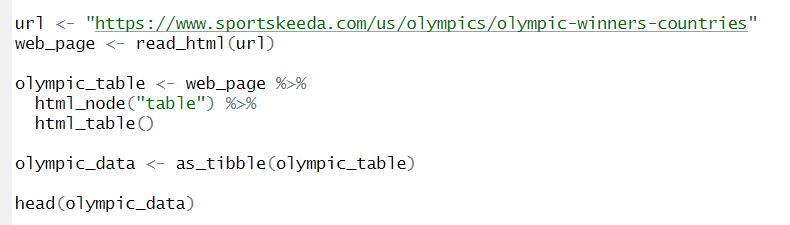 url <- "https://www.sportskeeda.com/us/olympics/olympic-winners-countries"
web_page <- read_html(url)
olympic_table <- web_page %>%
html_node("table") %>%
html_table()
olympic_data <- as_tibble(olympic_table)
head(olympic_data)